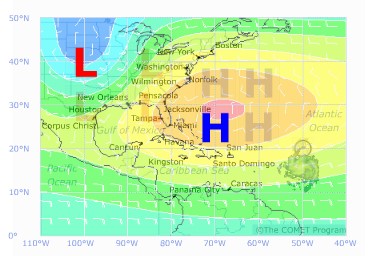 50°N
Boston
New York
Washington
40°N
L
H H
Norfolk
Wilmington
New Orleans
Pensacola
30°N
Houston
Jacksonville
Atlantic
Ocean
Corpus Christi
Tampa
Gulf of Mexico
Miami
H H
Havana
Cancun
San Juan
20°N
Kingston
Santo Domingo
Pacific
Ocean
Caribbean Sea
10°N
Panama City
Caracas
©The COMET Program
0°
110°W 100°W 90°W 80°W 70°W 60°W 50°W 40°W